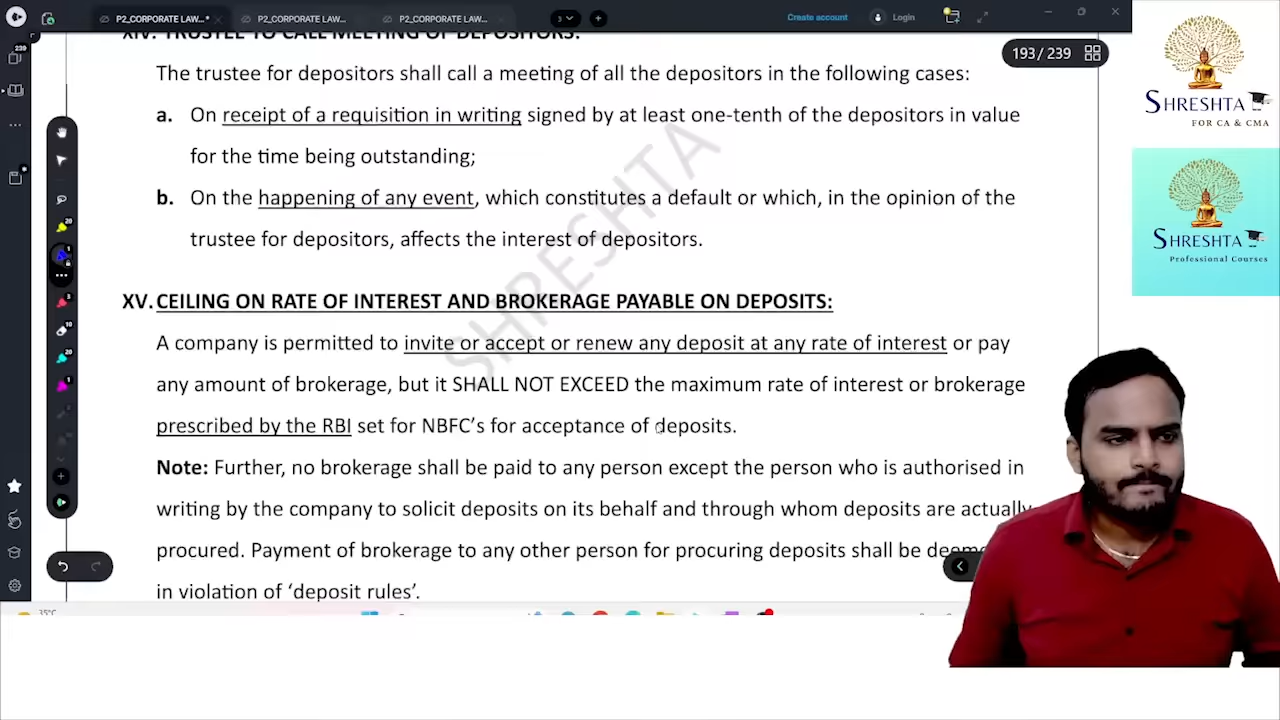 P2_CORPORATE LAW...*
P2_CORPORATE LAW...
P2_CORPORATE LAW...
3
Create account
Login
239
193/ 239
XIV. TRUSTEE TO CALL MEETING OF DEPOSITORS:
The trustee for depositors shall call a meeting of all the depositors in the following cases:
a. On receipt of a requisition in writing signed by at least one-tenth of the depositors in value
for the time being outstanding;
b. On the happening of any event, which constitutes a default or which, in the opinion of the
trustee for depositors, affects the interest of depositors.
XV. CEILING ON RATE OF INTEREST AND BROKERAGE PAYABLE ON DEPOSITS:
A company is permitted to invite or accept or renew any deposit at any rate of interest or pay
any amount of brokerage, but it SHALL NOT EXCEED the maximum rate of interest or brokerage
prescribed by the RBI set for NBFC's for acceptance of deposits.
Note: Further, no brokerage shall be paid to any person except the person who is authorised in
writing by the company to solicit deposits on its behalf and through whom deposits are actually
procured. Payment of brokerage to any other person for procuring deposits shall be
in violation of 'deposit rules'.
SHRESHTA
35°C
SHRESHTA
FOR CA & CMA
SHRESHTA
Professional Courses